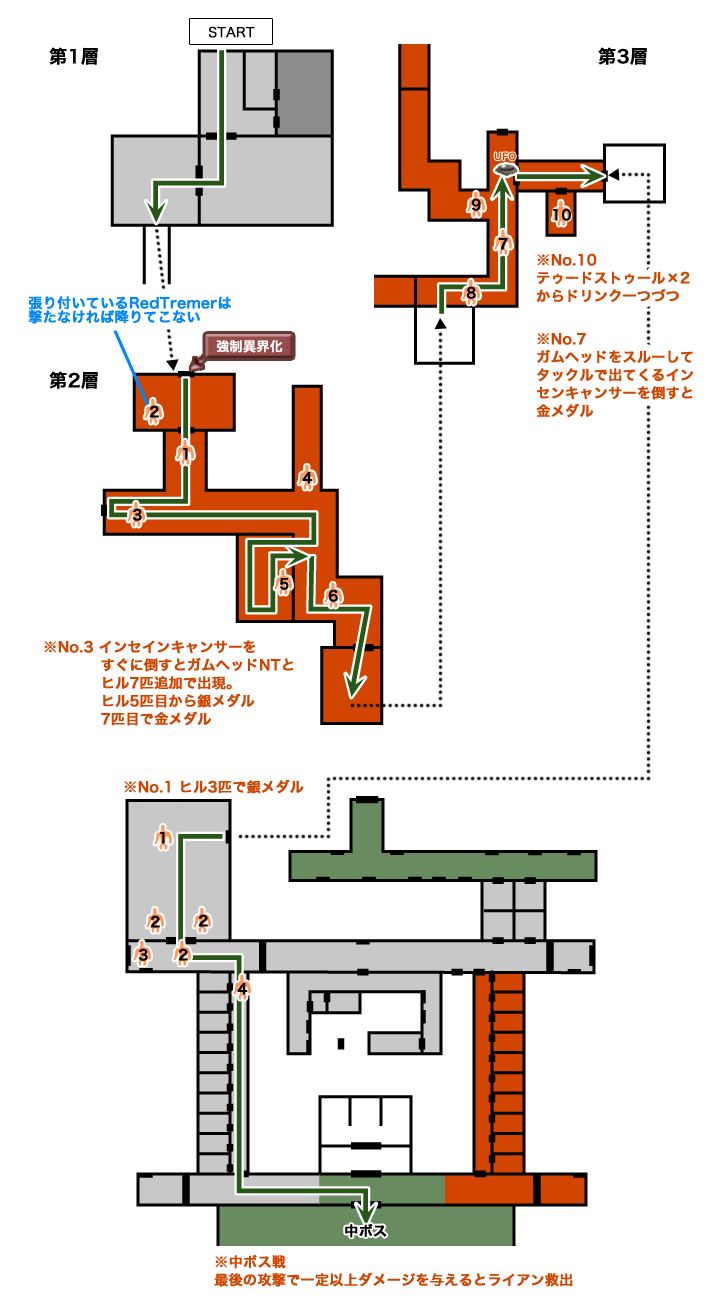 START
第1層
第3層
UFO
9
10
7
8
※No.10
テゥードストゥール×2
からドリンク一つづつ
※No.7
ガムヘッドをスルーして
タックルで出てくるイン
センキャンサーを倒すと
金メダル
張り付いているRedTremerは
撃たなければ降りてこない
強制異界化
第2層
2
1
4
3
5
6
※No.3 インセインキャンサーを
すぐに倒すとガムヘッドNTと
ヒル7匹追加で出現。
ヒル5匹目から銀メダル
7匹目で金メダル
※No.1 ヒル3匹で銀メダル
1
2
2
3
2
4
中ボス
※中ボス戦
最後の攻撃で一定以上ダメージを与えるとライアン救出